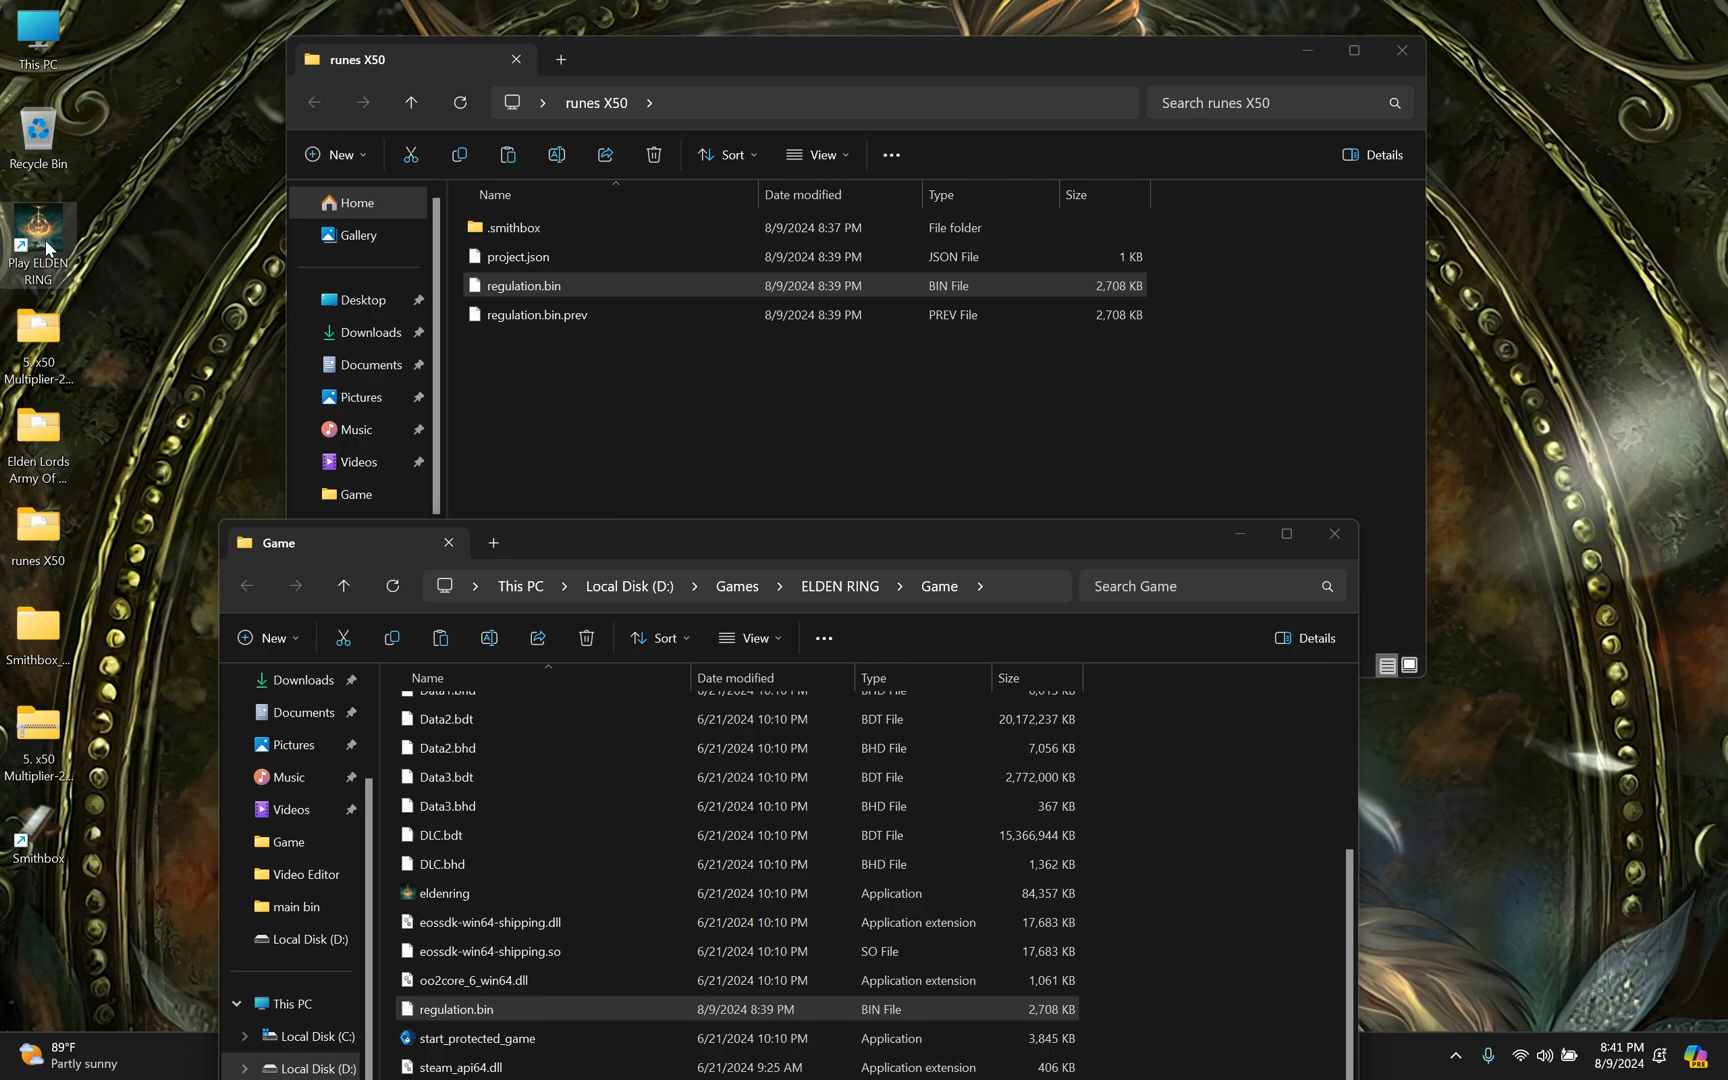 This PC
Recycle Bin
Play ELDEN
RING
5. x50
Multiplier-2...
Elden Lords
Army Of ...
runes X50
Smithbox_...
5. x50
Multiplier-2...
Smithbox
runes X50
runes X50
Search runes X50
New
Sort
View
Details
Name
Date modified
Type
Size
Home
Gallery
Desktop
Downloads
Documents
Pictures
Music
Videos
Game
.smithbox 8/9/2024 8:37 PM File folder
project.json 8/9/2024 8:39 PM JSON File 1 KB
regulation.bin 8/9/2024 8:39 PM BIN File 2,708 KB
regulation.bin.prev 8/9/2024 8:39 PM PREV File 2,708 KB
Game
This PC
Local Disk (D:)
Games
ELDEN RING
Game
Search Game
New
Sort
View
Details
Name
Date modified
Type
Size
Downloads
Documents
Pictures
Music
Videos
Game
Video Editor
main bin
Local Disk (D:)
This PC
Local Disk (C:)
Local Disk (D:)
Data2.bdt 6/21/2024 10:10 PM BDT File 20,172,237 KB
Data2.bhd 6/21/2024 10:10 PM BHD File 7,056 KB
Data3.bdt 6/21/2024 10:10 PM BDT File 2,772,000 KB
Data3.bhd 6/21/2024 10:10 PM BHD File 367 KB
DLC.bdt 6/21/2024 10:10 PM BDT File 15,366,944 KB
DLC.bhd 6/21/2024 10:10 PM BHD File 1,362 KB
eldenring 6/21/2024 10:10 PM Application 84,357 KB
eossdk-win64-shipping.dll 6/21/2024 10:10 PM Application extension 17,683 KB
eossdk-win64-shipping.so 6/21/2024 10:10 PM SO File 17,683 KB
oo2core_6_win64.dll 6/21/2024 10:10 PM Application extension 1,061 KB
regulation.bin 8/9/2024 8:39 PM BIN File 2,708 KB
start_protected_game 6/21/2024 10:10 PM Application 3,845 KB
steam_api64.dll 6/21/2024 9:25 AM Application extension 406 KB
89°F
Partly sunny
8:41 PM
8/9/2024
PRE